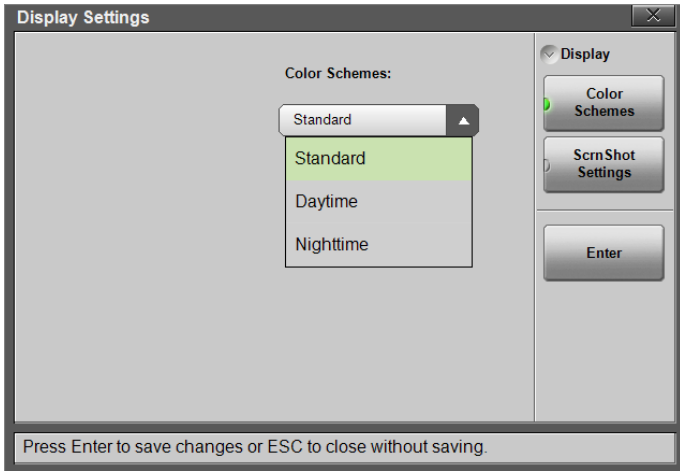 Display Settings
Display
Color Schemes:
Standard
Standard
Daytime
Nighttime
Color
Schemes
ScrnShot
Settings
Enter
Press Enter to save changes or ESC to close without saving.